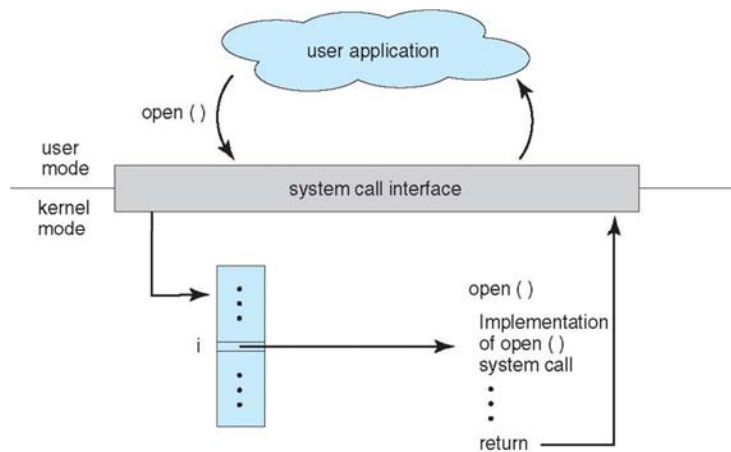 user application
open ( )
user
mode
system call interface
kernel
mode
open ( )
Implementation
of open ( )
system call
i
return